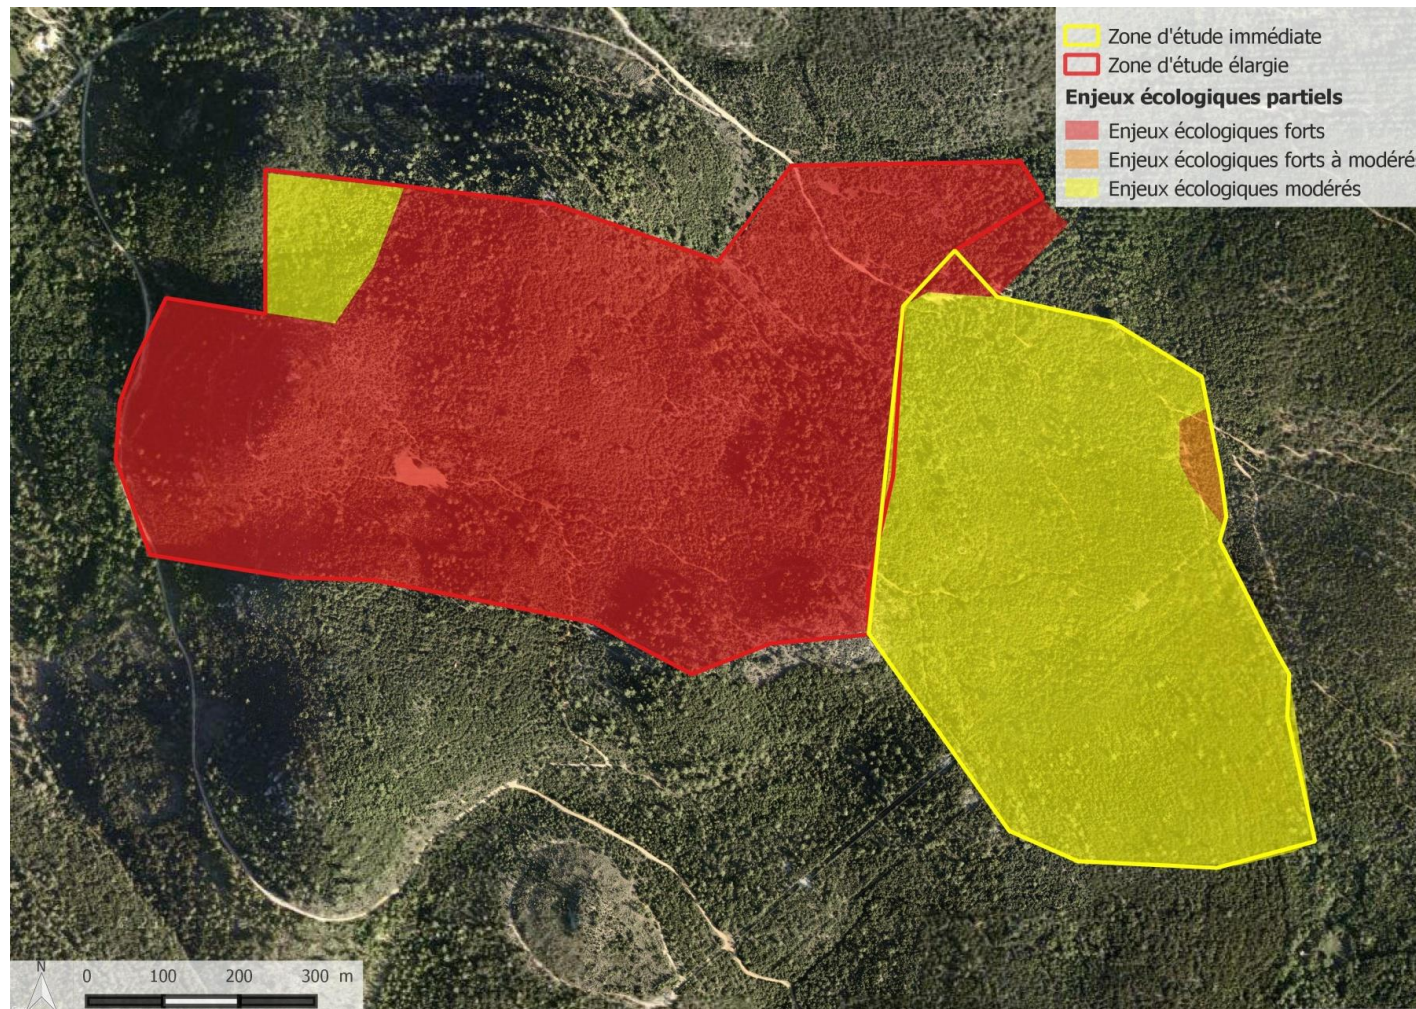 Zone d'étude immédiate
Zone d'étude élargie
Enjeux écologiques partiels
Enjeux écologiques forts
Enjeux écologiques forts à modéré
Enjeux écologiques modérés
N
0 100 200 300 m